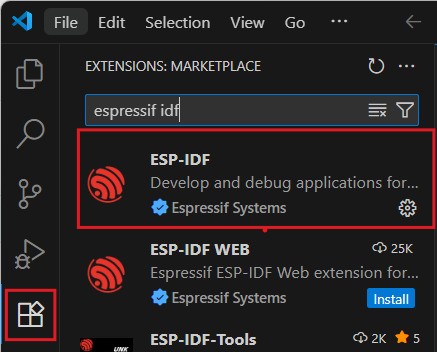 File Edit Selection View Go ···
EXTENSIONS: MARKETPLACE
espressif idf
ESP-IDF
Develop and debug applications for...
Espressif Systems
ESP-IDF WEB 25K
Espressif ESP-IDF Web extension for...
Espressif Systems Install
UNK ESP-IDF-Tools 2K 5